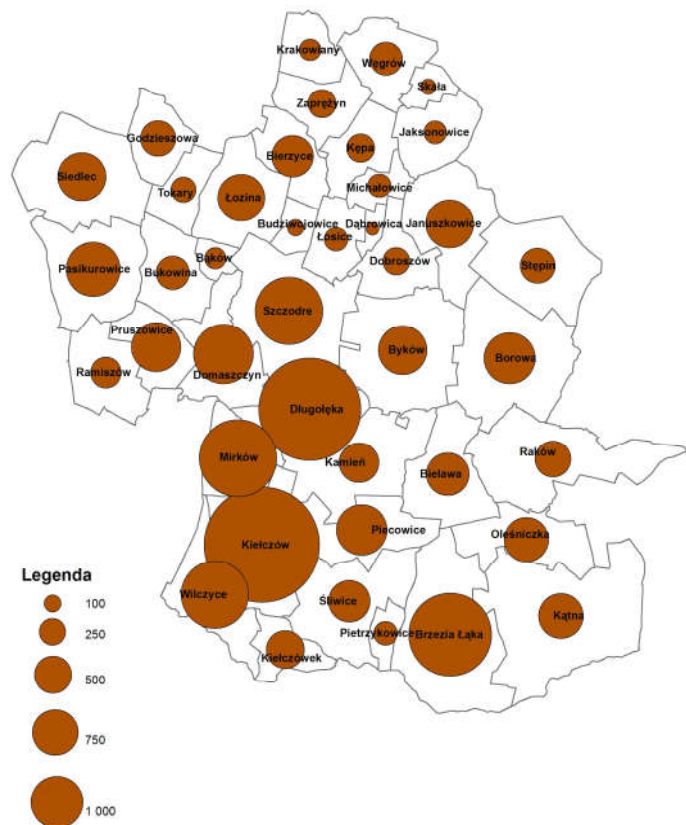 Krakowiany
Węgrów
Skała
Zaprężyn
Godzieszowa
Jaksonowice
Bierzyce
Kępa
Siedlec
Tokary
Łozina
Michałowice
Budziwojowice
Dąbrowica
Januszkowice
Łosice
Pasikurowice
Bukowina
Bąków
Dobroszów
Stępin
Szczodre
Pruszowice
Byków
Borowa
Ramiszów
Domaszczyn
Długołęka
Mirków
Kamień
Bielawa
Raków
Kiełczów
Piecowice
Oleśniczka
Legenda
100
250
500
750
1 000
Wilczyce
Śliwice
Pietrzykowice
Brzezia Łąka
Kątna
Kiełczówek